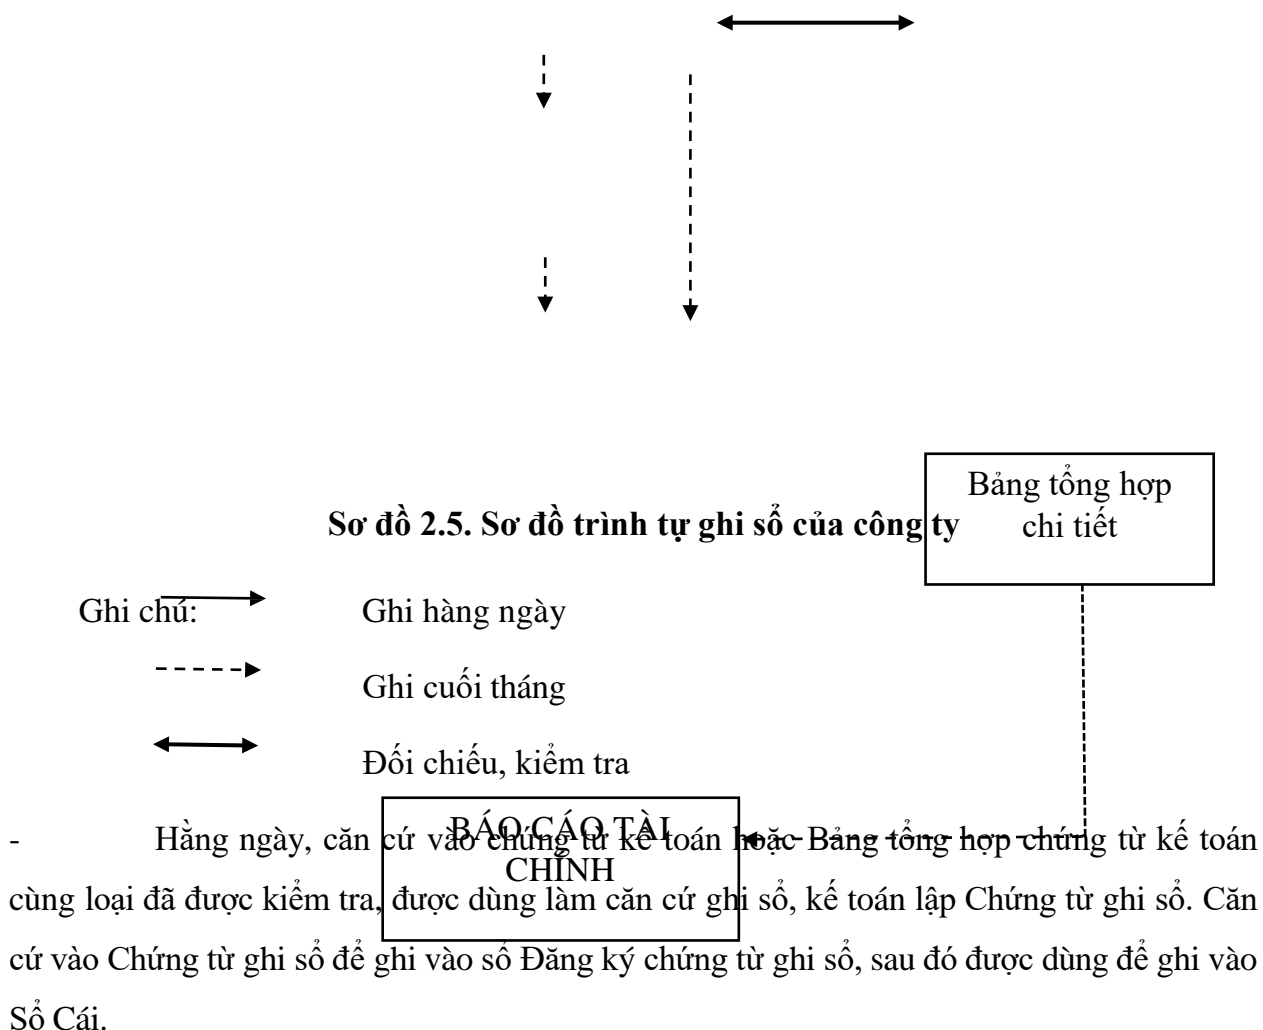 Bảng tổng hợp
chi tiết
Sơ đồ 2.5. Sơ đồ trình tự ghi sổ của công ty
Ghi chú:
Ghi hàng ngày
Ghi cuối tháng
Đối chiếu, kiểm tra
BÁO CÁO TÀI
CHÍNH
- Hằng ngày, căn cứ vào chứng từ kế toán hoặc Bảng tổng hợp chứng từ kế toán
cùng loại đã được kiểm tra, được dùng làm căn cứ ghi sổ, kế toán lập Chứng từ ghi sổ. Căn
cứ vào Chứng từ ghi sổ để ghi vào sổ Đăng ký chứng từ ghi sổ, sau đó được dùng để ghi vào
Sổ Cái.